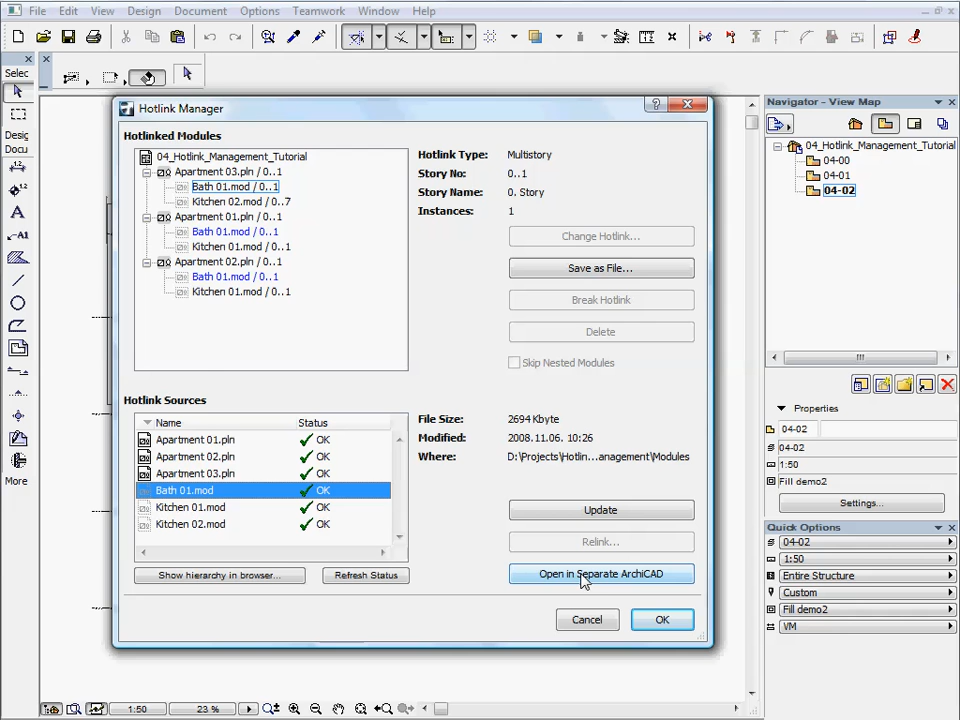 File Edit View Design Document Options Teamwork Window Help
Selec
Desig
Docu
More
Hotlink Manager
Hotlinked Modules
04_Hotlink_Management_Tutorial
Apartment 03.pln / 0..1
Bath 01.mod / 0..1
Kitchen 02.mod / 0..7
Apartment 01.pln / 0..1
Bath 01.mod / 0..1
Kitchen 01.mod / 0..1
Apartment 02.pln / 0..1
Bath 01.mod / 0..1
Kitchen 01.mod / 0..1
Hotlink Type: Multistory
Story No: 0..1
Story Name: 0. Story
Instances: 1
Change Hotlink...
Save as File...
Break Hotlink
Delete
Skip Nested Modules
Hotlink Sources
Name Status
Apartment 01.pln OK
Apartment 02.pln OK
Apartment 03.pln OK
Bath 01.mod OK
Kitchen 01.mod OK
Kitchen 02.mod OK
File Size: 2694 Kbyte
Modified: 2008.11.06. 10:26
Where: D:\Projects\Hotlin...anagement\Modules
Update
Relink...
Open in Separate ArchiCAD
Show hierarchy in browser...
Refresh Status
Cancel
OK
Navigator - View Map
04_Hotlink_Management_Tutorial
04-00
04-01
04-02
Properties
04-02
04-02
1:50
Fill demo2
Settings...
Quick Options
04-02
1:50
Entire Structure
Custom
Fill demo2
VM
1:50
23 %